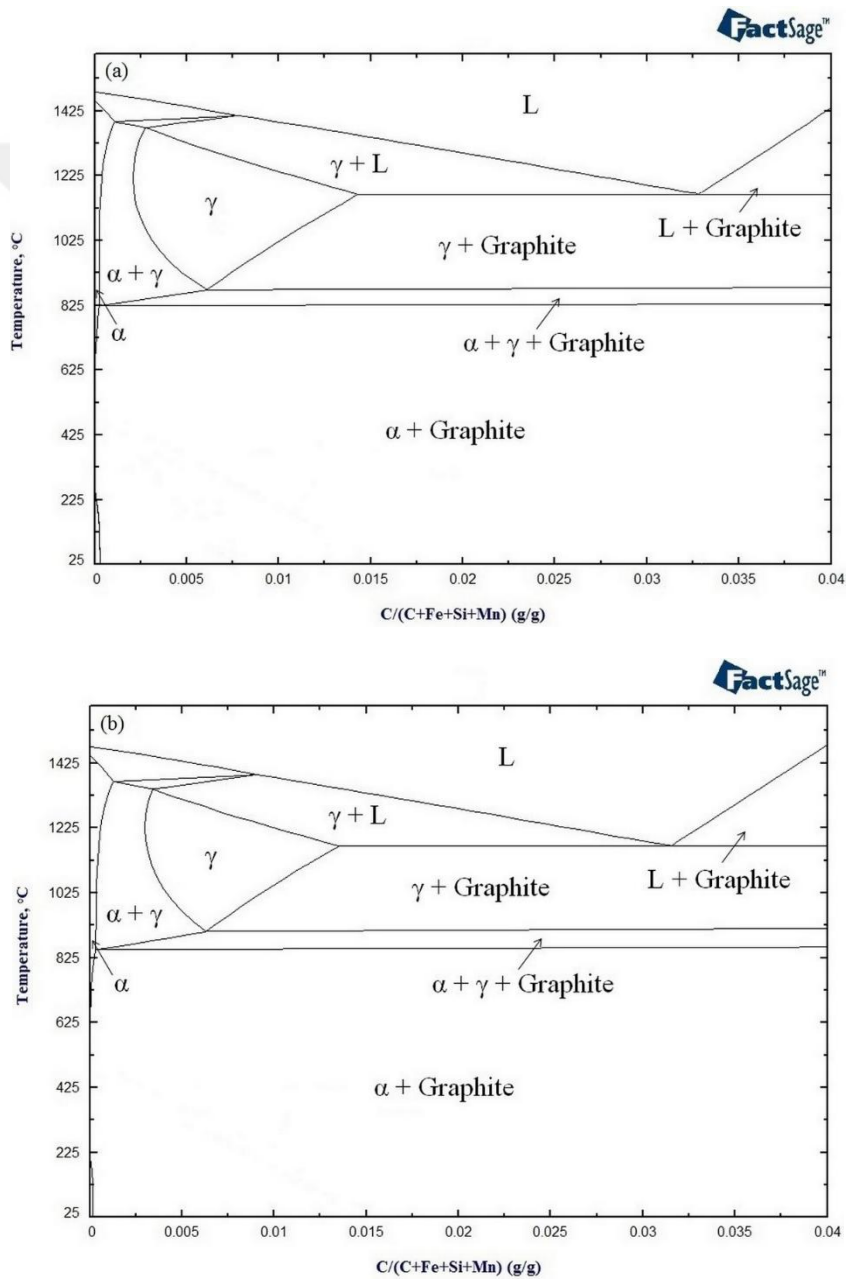 FactSage™
(a)
L
γ + L
γ
L + Graphite
γ + Graphite
α + γ
α
α + γ + Graphite
α + Graphite
1425
1225
1025
825
625
425
225
25
Temperature, °C
0 0.005 0.01 0.015 0.02 0.025 0.03 0.035 0.04
C/(C+Fe+Si+Mn) (g/g)
FactSage™
(b)
L
γ + L
γ
L + Graphite
γ + Graphite
α + γ
α
α + γ + Graphite
α + Graphite
1425
1225
1025
825
625
425
225
25
Temperature, °C
0 0.005 0.01 0.015 0.02 0.025 0.03 0.035 0.04
C/(C+Fe+Si+Mn) (g/g)